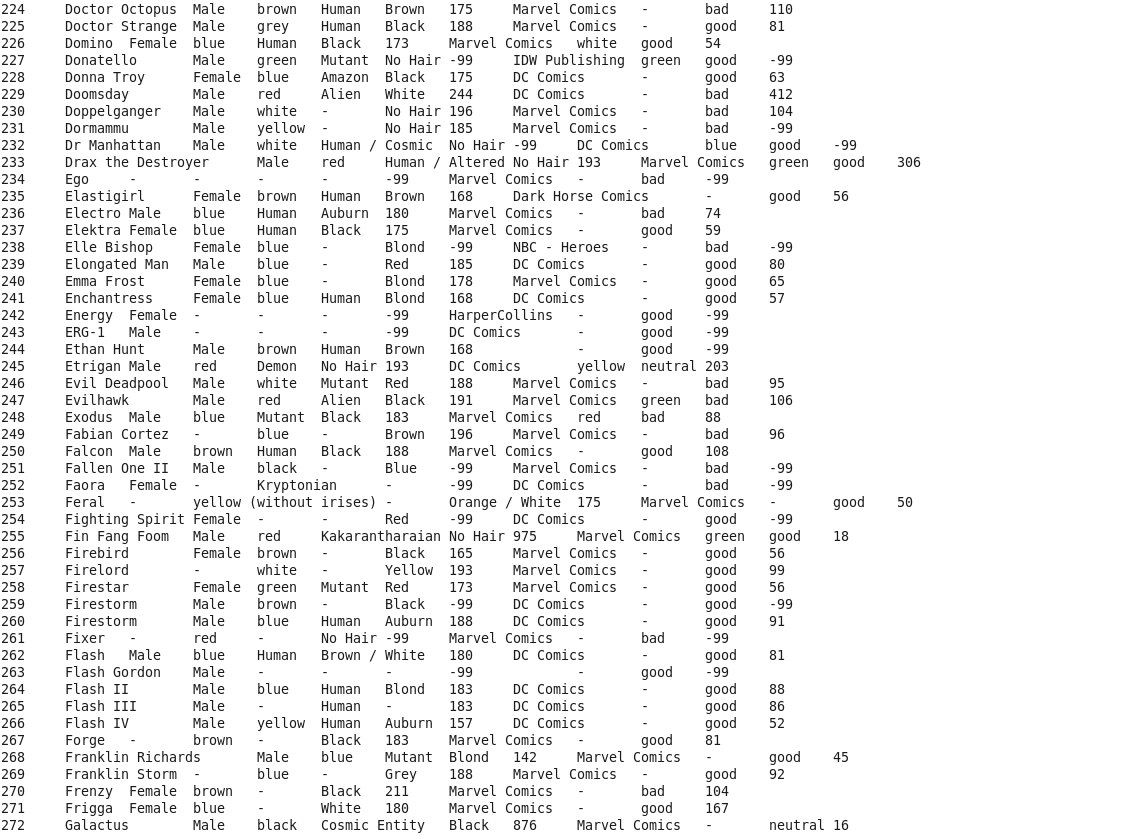 224	Doctor Octopus	Male	brown	Human	Brown	175	Marvel Comics	-	bad	110
225	Doctor Strange	Male	grey	Human	Black	188	Marvel Comics	-	good	81
226	Domino	Female	blue	Human	Black	173	Marvel Comics	white	good	54
227	Donatello	Male	green	Mutant	No Hair	-99	IDW Publishing	green	good	-99
228	Donna Troy	Female	blue	Amazon	Black	175	DC Comics	-	good	63
229	Doomsday	Male	red	Alien	White	244	DC Comics	-	bad	412
230	Doppelganger	Male	white	-	No Hair	196	Marvel Comics	-	bad	104
231	Dormammu	Male	yellow	-	No Hair	185	Marvel Comics	-	bad	-99
232	Dr Manhattan	Male	white	Human / Cosmic	No Hair	-99	DC Comics	blue	good	-99
233	Drax the Destroyer	Male	red	Human / Altered	No Hair	193	Marvel Comics	green	good	306
234	Ego	-	-	-	-	-99	Marvel Comics	-	bad	-99
235	Elastigirl	Female	brown	Human	Brown	168	Dark Horse Comics	-	good	56
236	Electro	Male	blue	Human	Auburn	180	Marvel Comics	-	bad	74
237	Elektra	Female	blue	Human	Black	175	Marvel Comics	-	good	59
238	Elle Bishop	Female	blue	-	Blond	-99	NBC - Heroes	-	bad	-99
239	Elongated Man	Male	blue	-	Red	185	DC Comics	-	good	80
240	Emma Frost	Female	blue	-	Blond	178	Marvel Comics	-	good	65
241	Enchantress	Female	blue	Human	Blond	168	DC Comics	-	good	57
242	Energy	Female	-	-	-	-99	HarperCollins	-	good	-99
243	ERG-1	Male	-	-	-	-99	DC Comics	-	good	-99
244	Ethan Hunt	Male	brown	Human	Brown	168		-	good	-99
245	Etrigan	Male	red	Demon	No Hair	193	DC Comics	yellow	neutral	203
246	Evil Deadpool	Male	white	Mutant	Red	188	Marvel Comics	-	bad	95
247	Evilhawk	Male	red	Alien	Black	191	Marvel Comics	green	bad	106
248	Exodus	Male	blue	Mutant	Black	183	Marvel Comics	red	bad	88
249	Fabian Cortez	-	blue	-	Brown	196	Marvel Comics	-	bad	96
250	Falcon	Male	brown	Human	Black	188	Marvel Comics	-	good	108
251	Fallen One II	Male	black	-	Blue	-99	Marvel Comics	-	bad	-99
252	Faora	Female	-	Kryptonian	-	-99	DC Comics	-	bad	-99
253	Feral	-	yellow (without irises)	-	Orange / White	175	Marvel Comics	-	good	50
254	Fighting Spirit	Female	-	-	Red	-99	DC Comics	-	good	-99
255	Fin Fang Foom	Male	red	Kakarantharaian	No Hair	975	Marvel Comics	green	good	18
256	Firebird	Female	brown	-	Black	165	Marvel Comics	-	good	56
257	Firelord	-	white	-	Yellow	193	Marvel Comics	-	good	99
258	Firestar	Female	green	Mutant	Red	173	Marvel Comics	-	good	56
259	Firestorm	Male	brown	-	Black	-99	DC Comics	-	good	-99
260	Firestorm	Male	blue	Human	Auburn	188	DC Comics	-	good	91
261	Fixer	-	red	-	No Hair	-99	Marvel Comics	-	bad	-99
262	Flash	Male	blue	Human	Brown / White	180	DC Comics	-	good	81
263	Flash Gordon	Male	-	-	-	-99		-	good	-99
264	Flash II	Male	blue	Human	Blond	183	DC Comics	-	good	88
265	Flash III	Male	-	Human	-	183	DC Comics	-	good	86
266	Flash IV	Male	yellow	Human	Auburn	157	DC Comics	-	good	52
267	Forge	-	brown	-	Black	183	Marvel Comics	-	good	81
268	Franklin Richards	Male	blue	Mutant	Blond	142	Marvel Comics	-	good	45
269	Franklin Storm	-	blue	-	Grey	188	Marvel Comics	-	good	92
270	Frenzy	Female	brown	-	Black	211	Marvel Comics	-	bad	104
271	Frigga	Female	blue	-	White	180	Marvel Comics	-	good	167
272	Galactus	Male	black	Cosmic Entity	Black	876	Marvel Comics	-	neutral	16